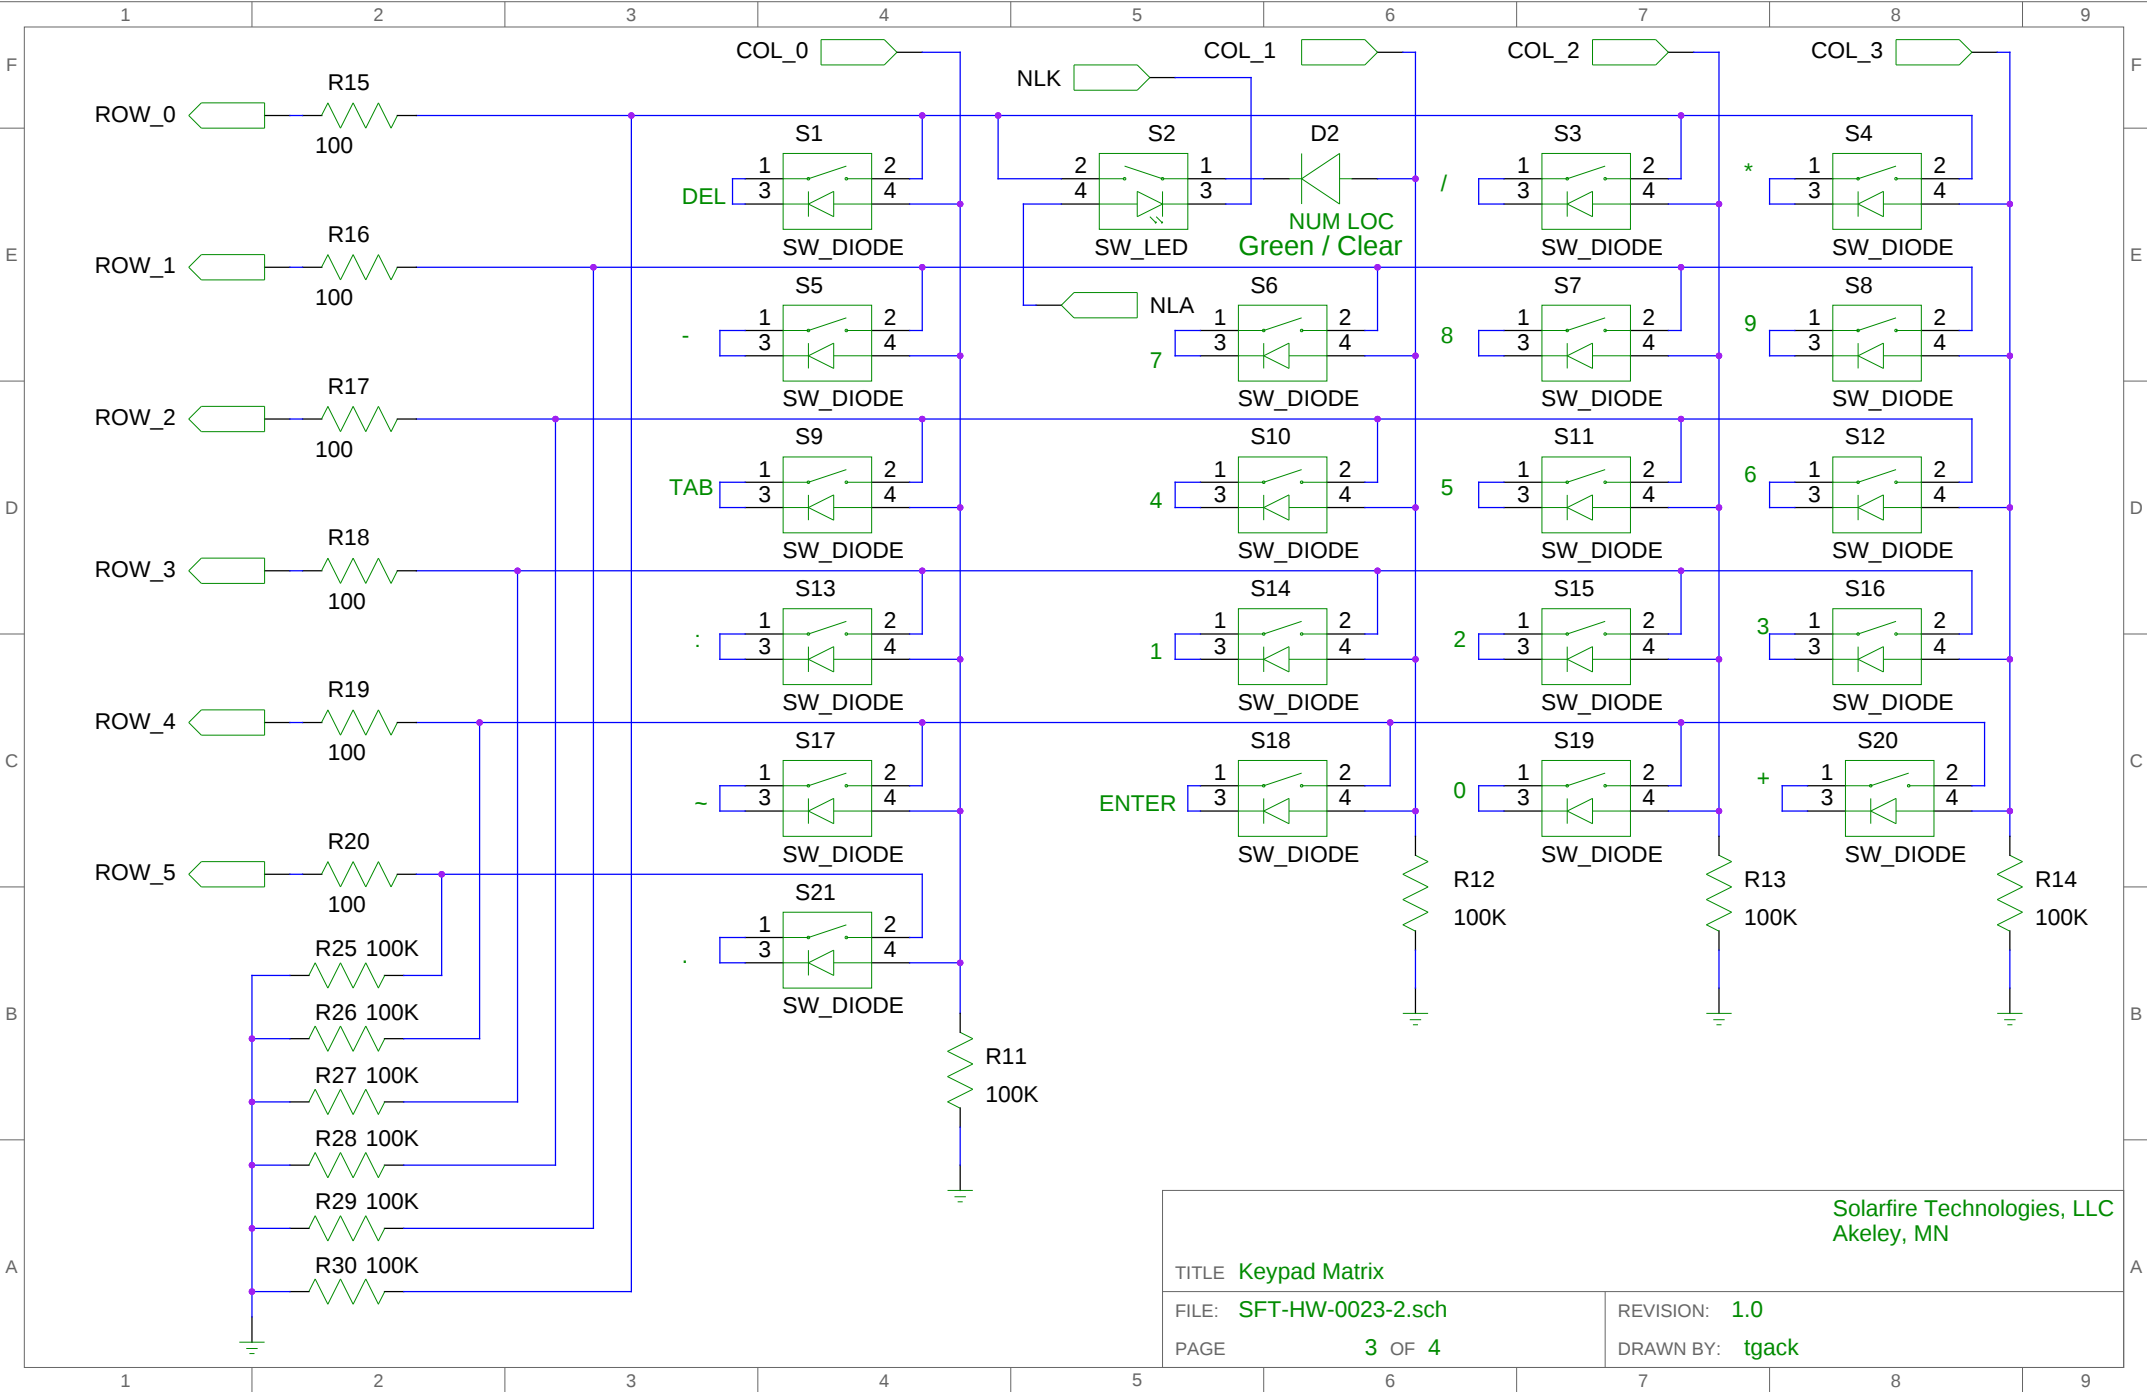 1 2 3 4 5 6 7 8 9
COL_0 COL_1 COL_2 COL_3
F F
NLK
R15
ROW_0
100
S1 S2 D2 S3 S4
1 2 2 1 1 2 1 2
DEL 3 4 4 3 / 3 4 * 3 4
NUM LOC
SW_DIODE SW_LED Green / Clear SW_DIODE SW_DIODE
R16
E E
ROW_1
100
S5 NLA S6 S7 S8
1 2 1 2 1 2 1 2
- 3 4 7 3 4 8 3 4 9 3 4
SW_DIODE SW_DIODE SW_DIODE SW_DIODE
R17
ROW_2
100
S9 S10 S11 S12
1 2 1 2 1 2 1 2
TAB 3 4 4 3 4 5 3 4 6 3 4
D D
SW_DIODE SW_DIODE SW_DIODE SW_DIODE
R18
ROW_3
100
S13 S14 S15 S16
1 2 1 2 1 2 1 2
: 3 4 1 3 4 2 3 4 3 3 4
SW_DIODE SW_DIODE SW_DIODE SW_DIODE
R19
ROW_4
100
C C
S17 S18 S19 S20
1 2 1 2 1 2 1 2
~ 3 4 ENTER 3 4 0 3 4 + 3 4
SW_DIODE SW_DIODE SW_DIODE SW_DIODE
R20
ROW_5
100
R12 R13 R14
100K 100K 100K
S21
1 2
. 3 4
SW_DIODE
R25 100K
B B
R26 100K
R11
100K
R27 100K
R28 100K
R29 100K
R30 100K
A A
Solarfire Technologies, LLC
Akeley, MN
TITLE Keypad Matrix
FILE: SFT-HW-0023-2.sch REVISION: 1.0
PAGE 3 OF 4 DRAWN BY: tgack
1 2 3 4 5 6 7 8 9